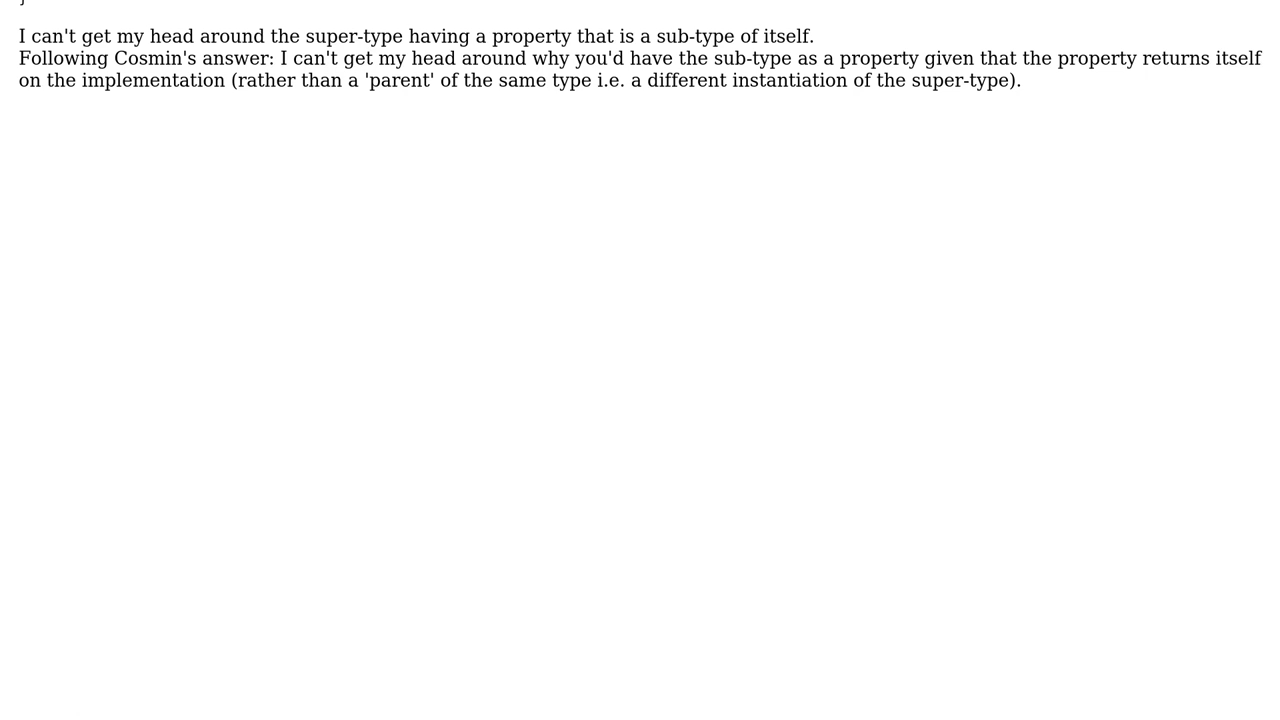 }
I can't get my head around the super-type having a property that is a sub-type of itself.
Following Cosmin's answer: I can't get my head around why you'd have the sub-type as a property given that the property returns itself
on the implementation (rather than a 'parent' of the same type i.e. a different instantiation of the super-type).